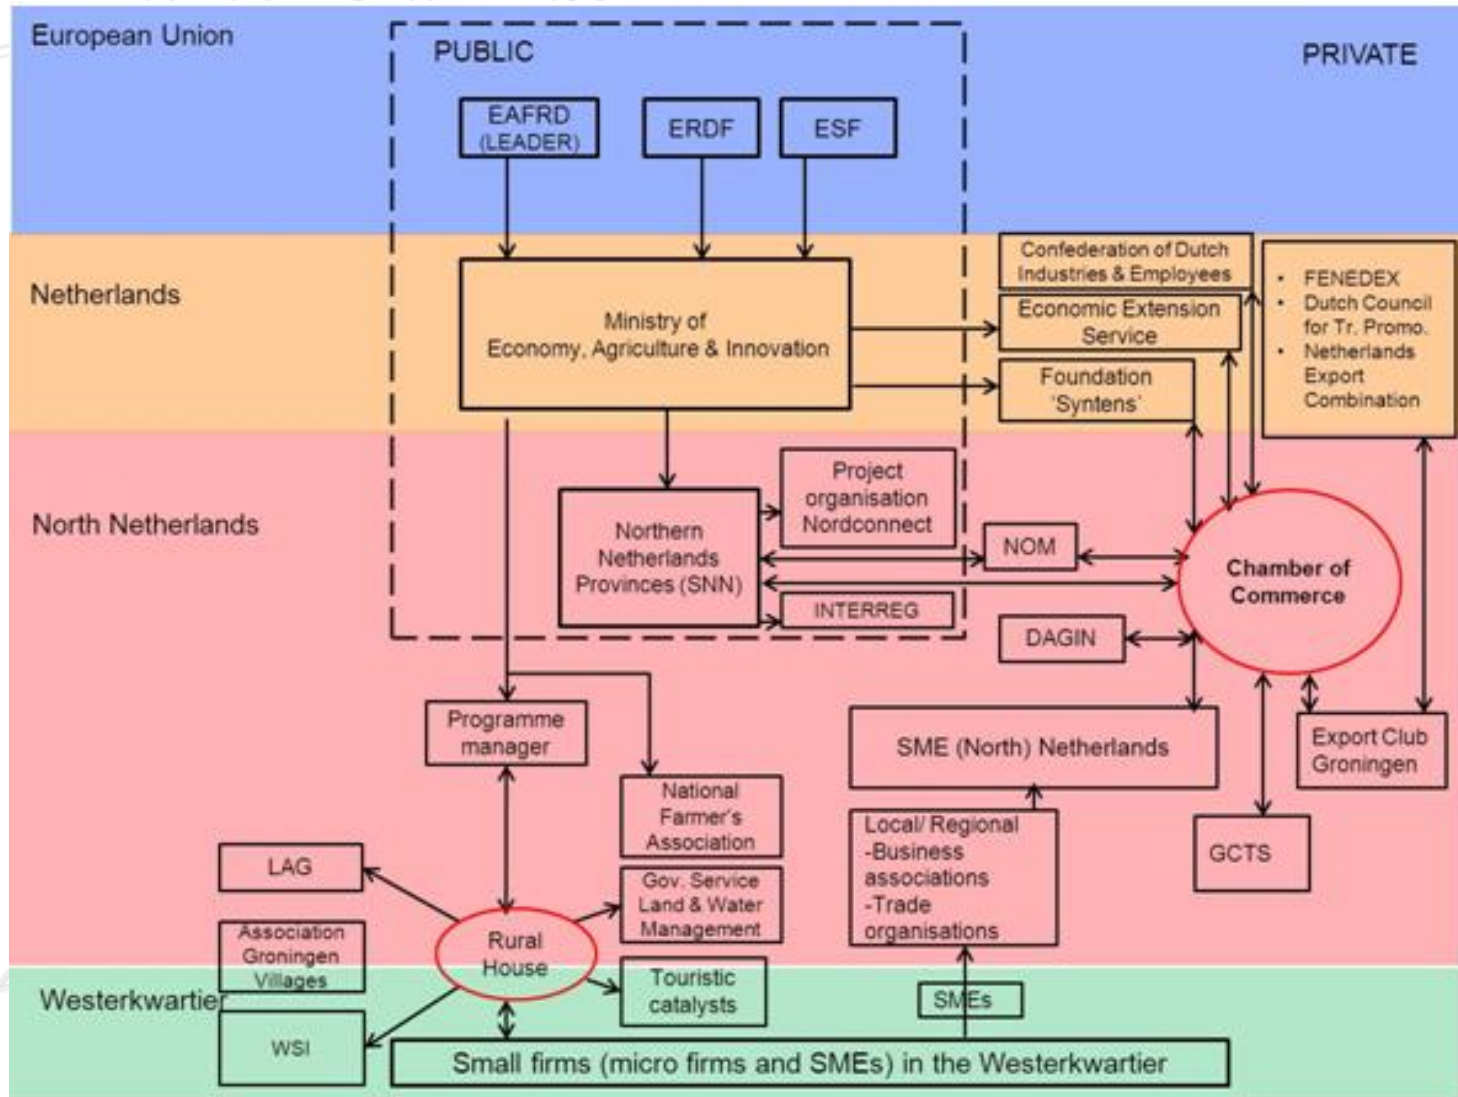 European Union
PUBLIC
PRIVATE
EAFRD
(LEADER)
ERDF
ESF
Netherlands
Ministry of
Economy, Agriculture & Innovation
Confederation of Dutch
Industries & Employees
Economic Extension
Service
Foundation
‘Syntens’
• FENEDEX
• Dutch Council
for Tr. Promo.
• Netherlands
Export
Combination
North Netherlands
Northern
Netherlands
Provinces (SNN)
Project
organisation
Nordconnect
INTERREG
NOM
DAGIN
Chamber of
Commerce
Programme
manager
National
Farmer's
Association
SME (North) Netherlands
Export Club
Groningen
Local/ Regional
-Business
associations
-Trade
organisations
GCTS
LAG
Gov. Service
Land & Water
Management
Association
Groningen
Villages
Rural
House
Touristic
catalysts
Westerkwartier
WSI
SMEs
Small firms (micro firms and SMEs) in the Westerkwartier